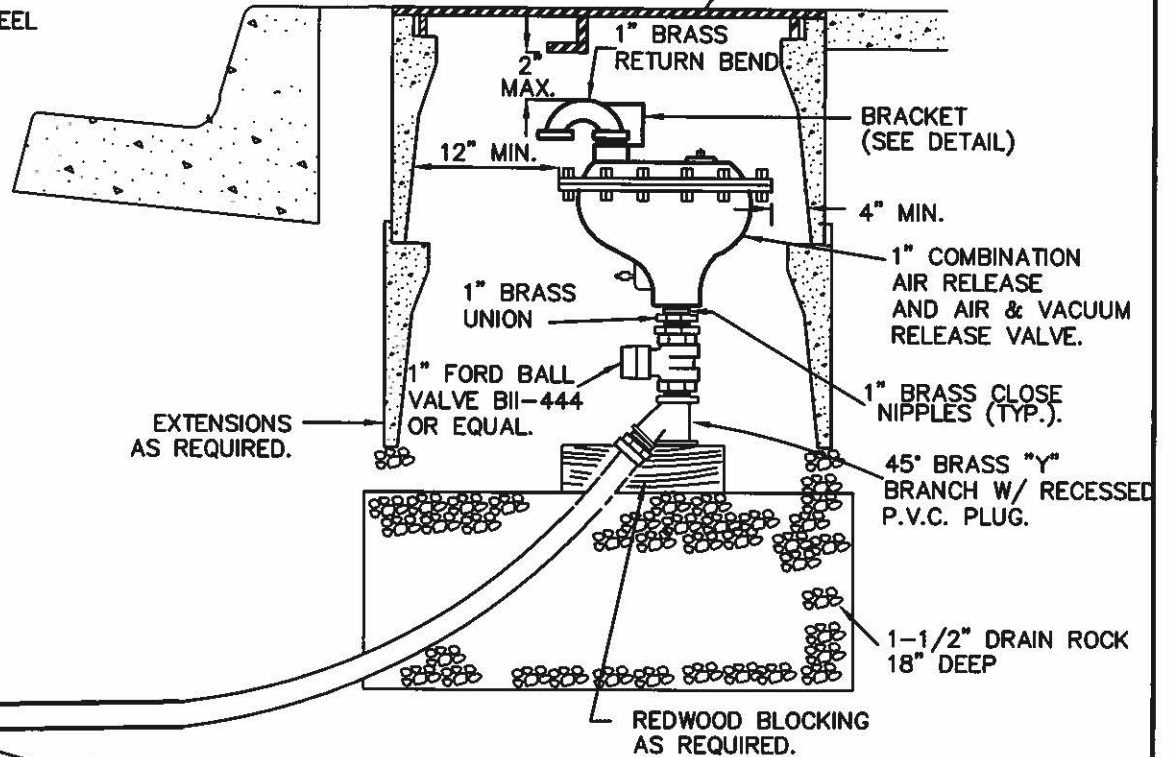 EEL
1" BRASS
RETURN BEND
2"
MAX.
BRACKET
(SEE DETAIL)
12" MIN.
4" MIN.
1" COMBINATION
AIR RELEASE
AND AIR & VACUUM
RELEASE VALVE.
1" BRASS
UNION
1" FORD BALL
VALVE BII-444
OR EQUAL.
1" BRASS CLOSE
NIPPLES (TYP.).
EXTENSIONS
AS REQUIRED.
45° BRASS "Y"
BRANCH W/ RECESSED
P.V.C. PLUG.
1-1/2" DRAIN ROCK
18" DEEP
REDWOOD BLOCKING
AS REQUIRED.